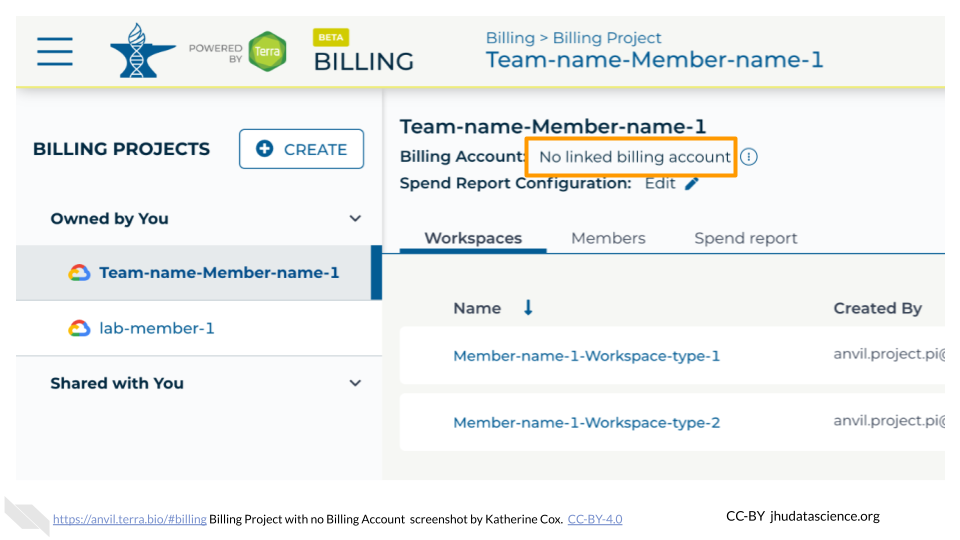 POWERED
BY
Terra
BETA
BILLING
Billing > Billing Project
Team-name-Member-name-1
BILLING PROJECTS
CREATE
Owned by You
Team-name-Member-name-1
lab-member-1
Shared with You
Team-name-Member-name-1
Billing Account: No linked billing account
Spend Report Configuration: Edit
Workspaces Members Spend report
Name Created By
Member-name-1-Workspace-type-1 anvil.project.pi@
Member-name-1-Workspace-type-2 anvil.project.pi@
https://anvil.terra.bio/#billing Billing Project with no Billing Account screenshot by Katherine Cox. CC-BY-4.0
CC-BY jhudatascience.org